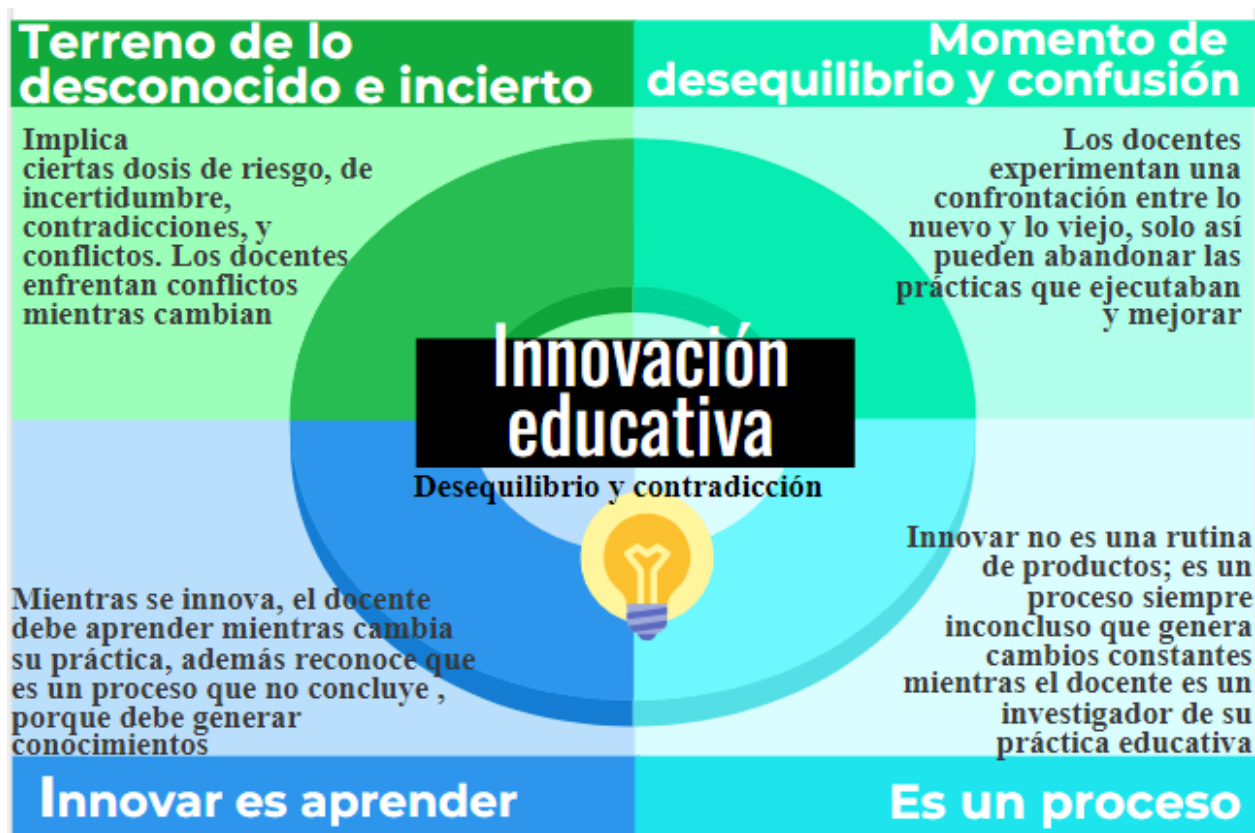 Terreno de lo
desconocido e incierto
Implica
ciertas dosis de riesgo, de
incertidumbre,
contradicciones, y
conflictos. Los docentes
enfrentan conflictos
mientras cambian
Momento de
desequilibrio y confusión
Los docentes
experimentan una
confrontación entre lo
nuevo y lo viejo, solo así
pueden abandonar las
prácticas que ejecutaban
y mejorar
Innovación
educativa
Desequilibrio y contradicción
Mientras se innova, el docente
debe aprender mientras cambia
su práctica, además reconoce que
es un proceso que no concluye ,
porque debe generar
conocimientos
Innovar es aprender
Innovar no es una rutina
de productos; es un
proceso siempre
inconcluso que genera
cambios constantes
mientras el docente es un
investigador de su
práctica educativa
Es un proceso